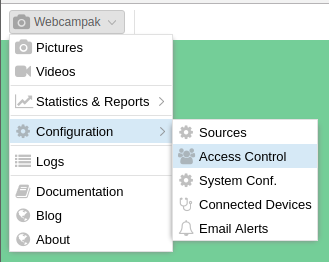 Webcampak
Pictures
Videos
Statistics & Reports
Configuration
Logs
Documentation
Blog
About
Sources
Access Control
System Conf.
Connected Devices
Email Alerts